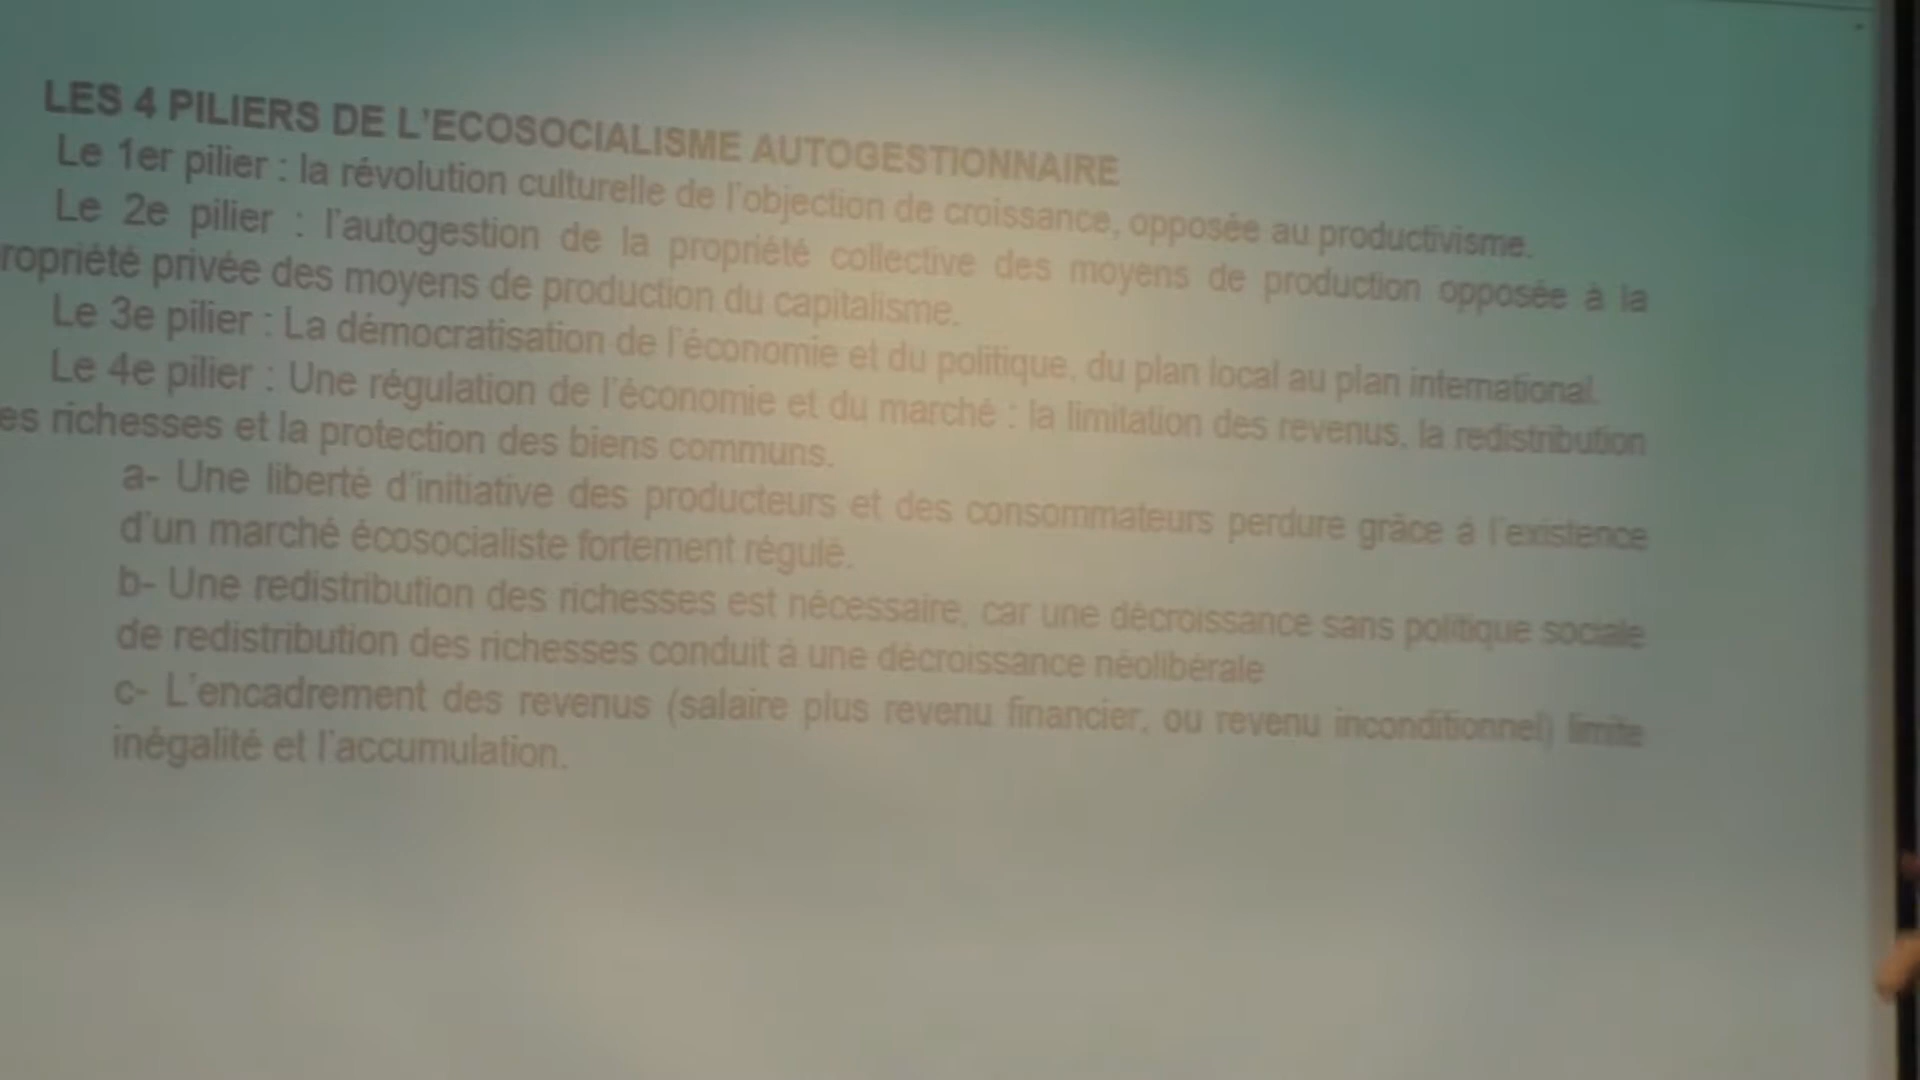 LES 4 PILIERS DE L'ECOSOCIALISME AUTOGESTIONNAIRE
Le 1er pilier : la révolution culturelle de l'objection de croissance, opposée au productivisme.
Le 2e pilier : l'autogestion de la propriété collective des moyens de production opposée à la
ropriété privée des moyens de production du capitalisme.
Le 3e pilier : La démocratisation de l'économie et du politique, du plan local au plan international.
Le 4e pilier : Une régulation de l'économie et du marché : la limitation des revenus, la redistribution
es richesses et la protection des biens communs.
a- Une liberté d'initiative des producteurs et des consommateurs perdure grâce à l'existence
d'un marché écosocialiste fortement régulé.
b- Une redistribution des richesses est nécessaire, car une décroissance sans politique sociale
de redistribution des richesses conduit à une décroissance néolibérale
c- L'encadrement des revenus (salaire plus revenu financier, ou revenu inconditionnel) limite
inégalité et l'accumulation.